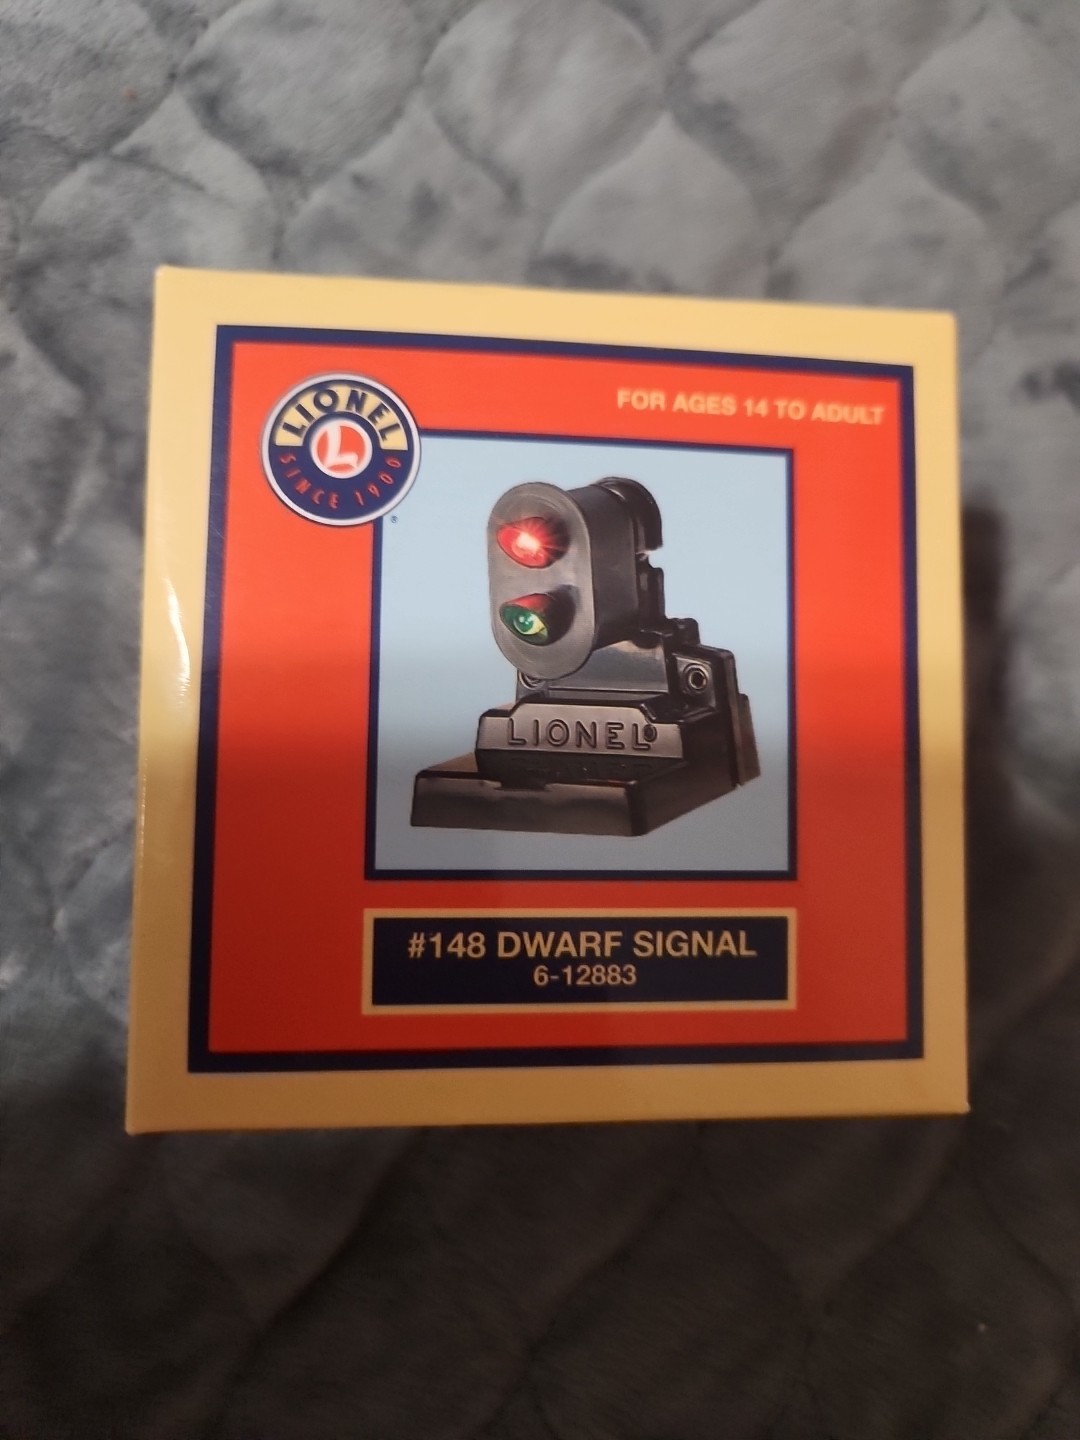 LIONEL
L
SINCE 1900
®
FOR AGES 14 TO ADULT
LIONEL®
#148 DWARF SIGNAL
6-12883